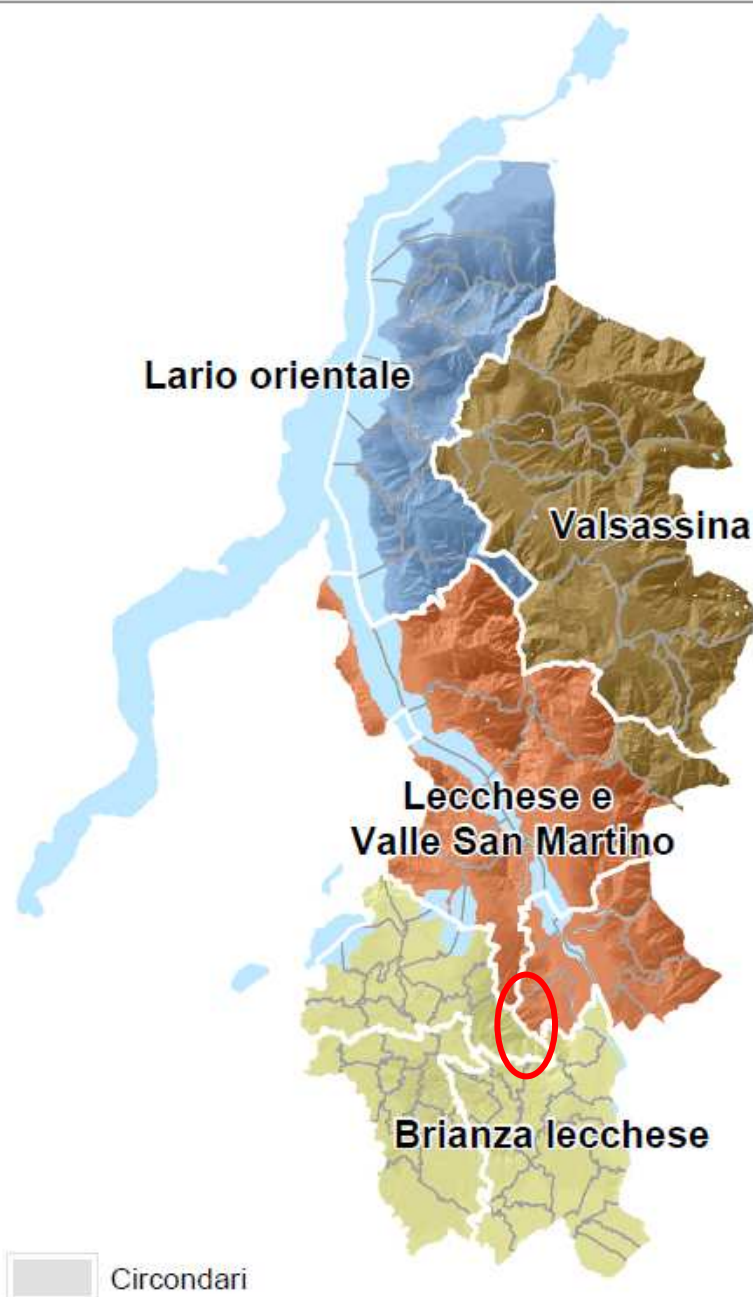 Lario orientale
Valsassina
Lecchese e
Valle San Martino
Brianza lecchese
Circondari